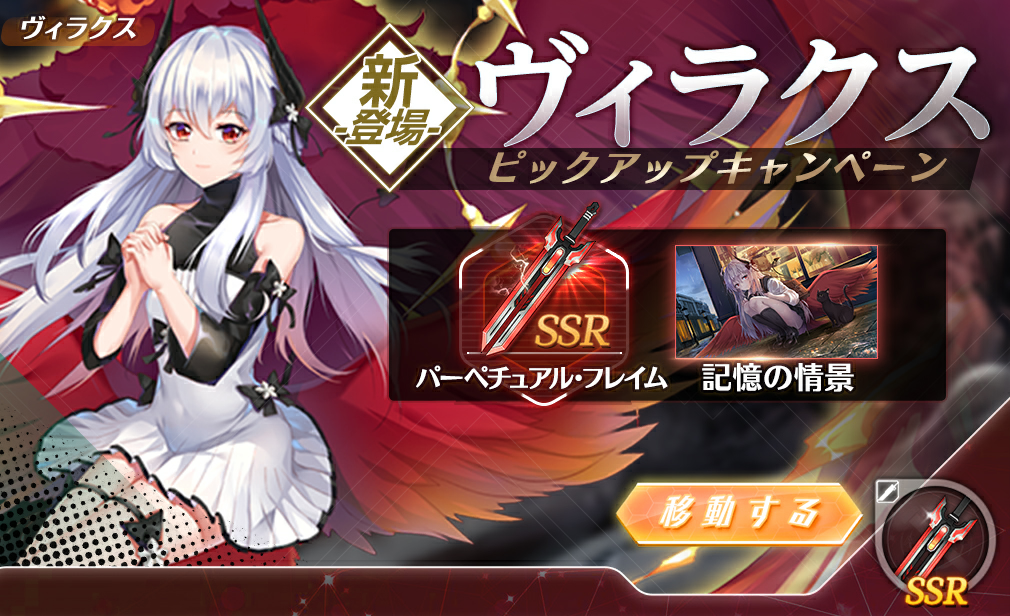 ヴィラクス
新
-登場-
ヴィラクス
ピックアップキャンペーン
SSR
パーペチュアル・フレイム
記憶の情景
移動する
SSR